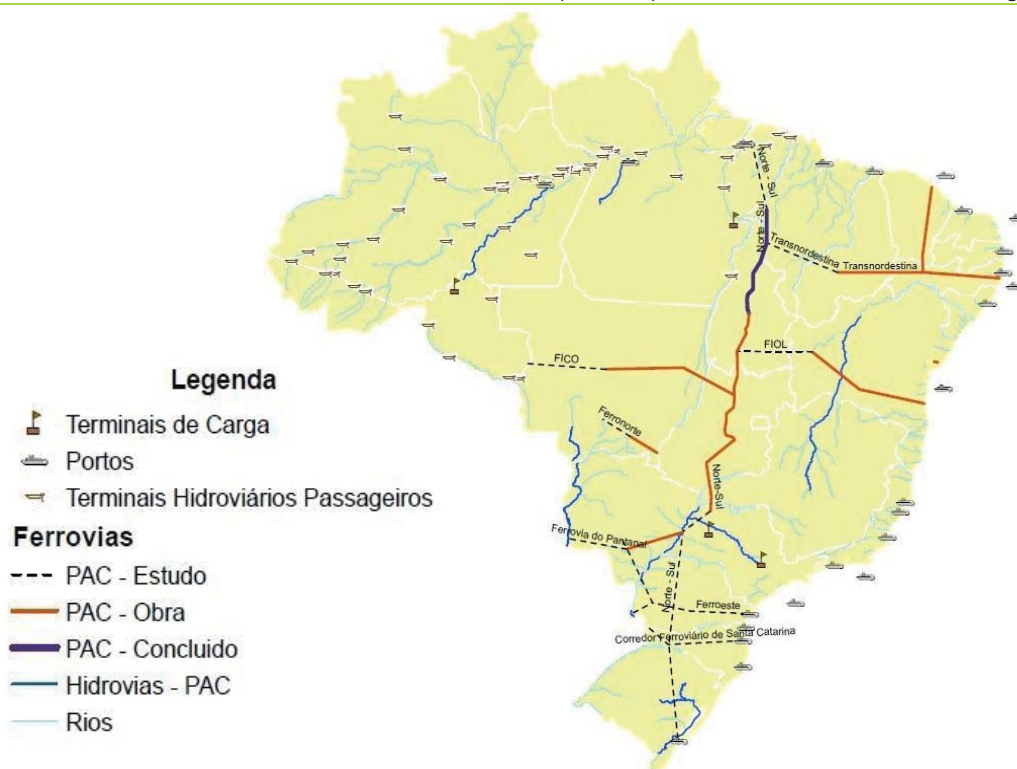 Norte - Sul
Norte - Sul
Transnordestina
Transnordestina
FICO
FIOL
Ferronorte
Norte-Sul
Ferrovia do Pantanal
Norte - Sul
Ferroeste
Corredor Ferroviário de Santa Catarina
Legenda
Terminais de Carga
Portos
Terminais Hidroviários Passageiros
Ferrovias
PAC - Estudo
PAC - Obra
PAC - Concluido
Hidrovias - PAC
Rios